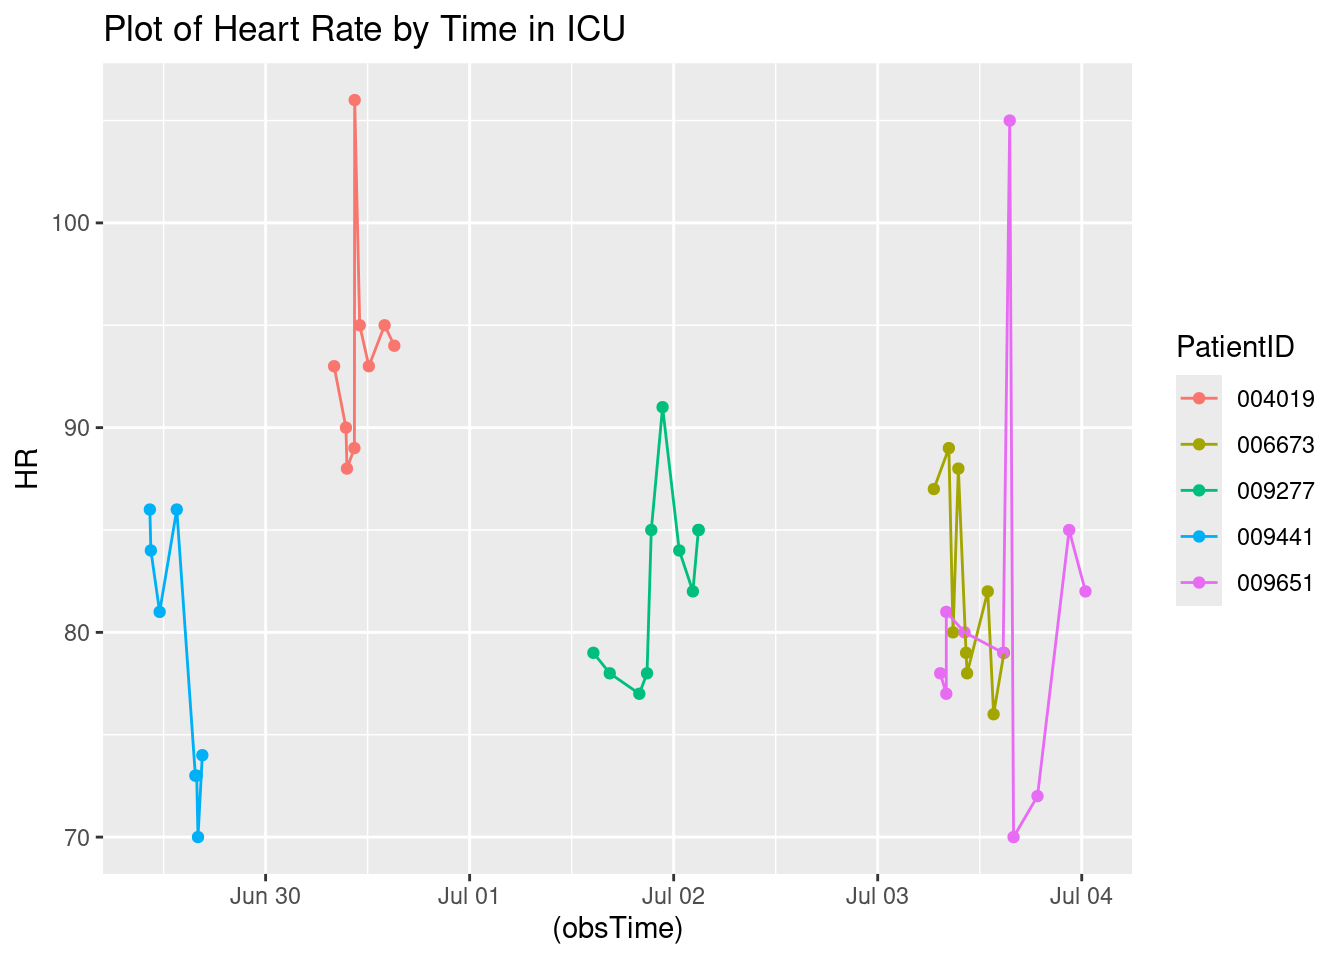 Plot of Heart Rate by Time in ICU
HR
100
90
80
70
Jun 30
Jul 01
Jul 02
Jul 03
Jul 04
(obsTime)
PatientID
004019
006673
009277
009441
009651